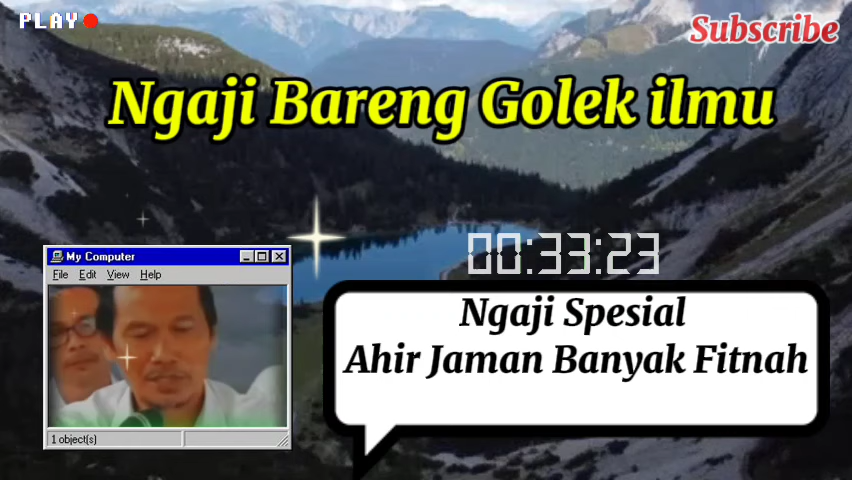 PLAY
Subscribe
Ngaji Bareng Golek ilmu
00:33:23
My Computer
File Edit View Help
Ngaji Spesial
Ahir Jaman Banyak Fitnah
1 object(s)